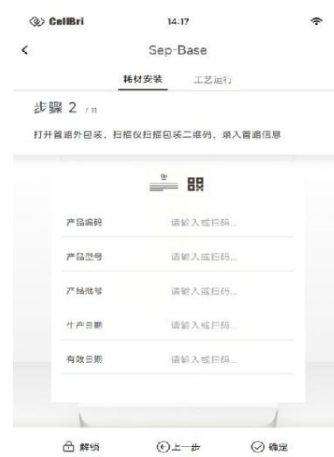 CellBri 14:17
Sep-Base
耗材安装 工艺运行
步骤 2 / 11
打开管路外包装，扫描仪扫描包装二维码，录入管路信息
产品编码 请输入或扫码...
产品型号 请输入或扫码...
产品批号 请输入或扫码...
生产日期 请输入或扫码...
有效日期 请输入或扫码...
解锁 上一步 确定